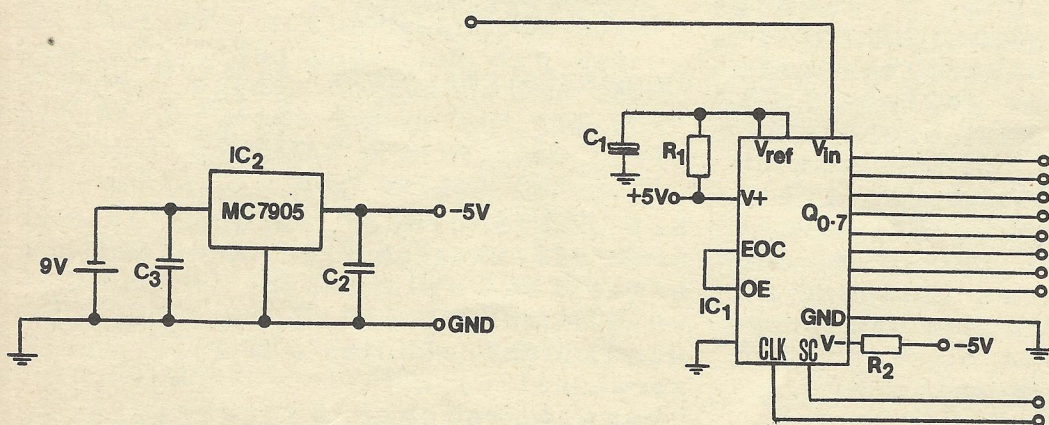 IC2
MC7905
-5V
9V
C3
C2
GND
C1
R1
Vref
Vin
+5V
V+
Q0-7
EOC
OE
IC1
GND
V-
-5V
CLK
SC
R2